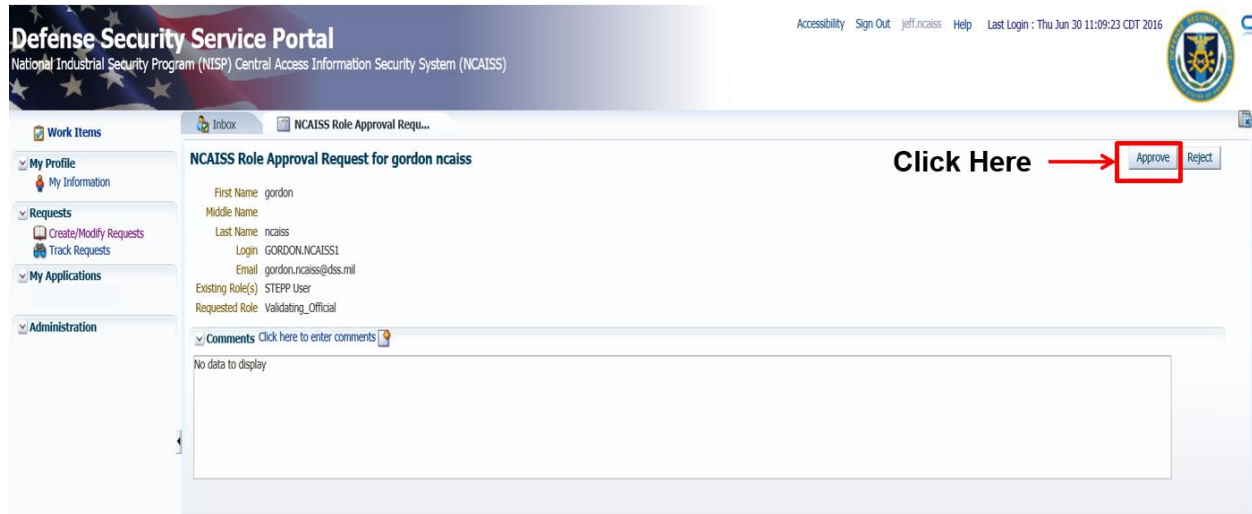 Defense Security Service Portal
National Industrial Security Program (NISP) Central Access Information Security System (NCAISS)
Accessibility Sign Out jeff.ncaiss Help Last Login : Thu Jun 30 11:09:23 CDT 2016
Work Items
My Profile
My Information
Requests
Create/Modify Requests
Track Requests
My Applications
Administration
Inbox NCAISS Role Approval Requ...
NCAISS Role Approval Request for gordon ncaiss
Click Here
Approve Reject
First Name gordon
Middle Name
Last Name ncaiss
Login GORDON.NCAISS1
Email gordon.ncaiss@dss.mil
Existing Role(s) STEPP User
Requested Role Validating_Official
Comments Click here to enter comments
No data to display